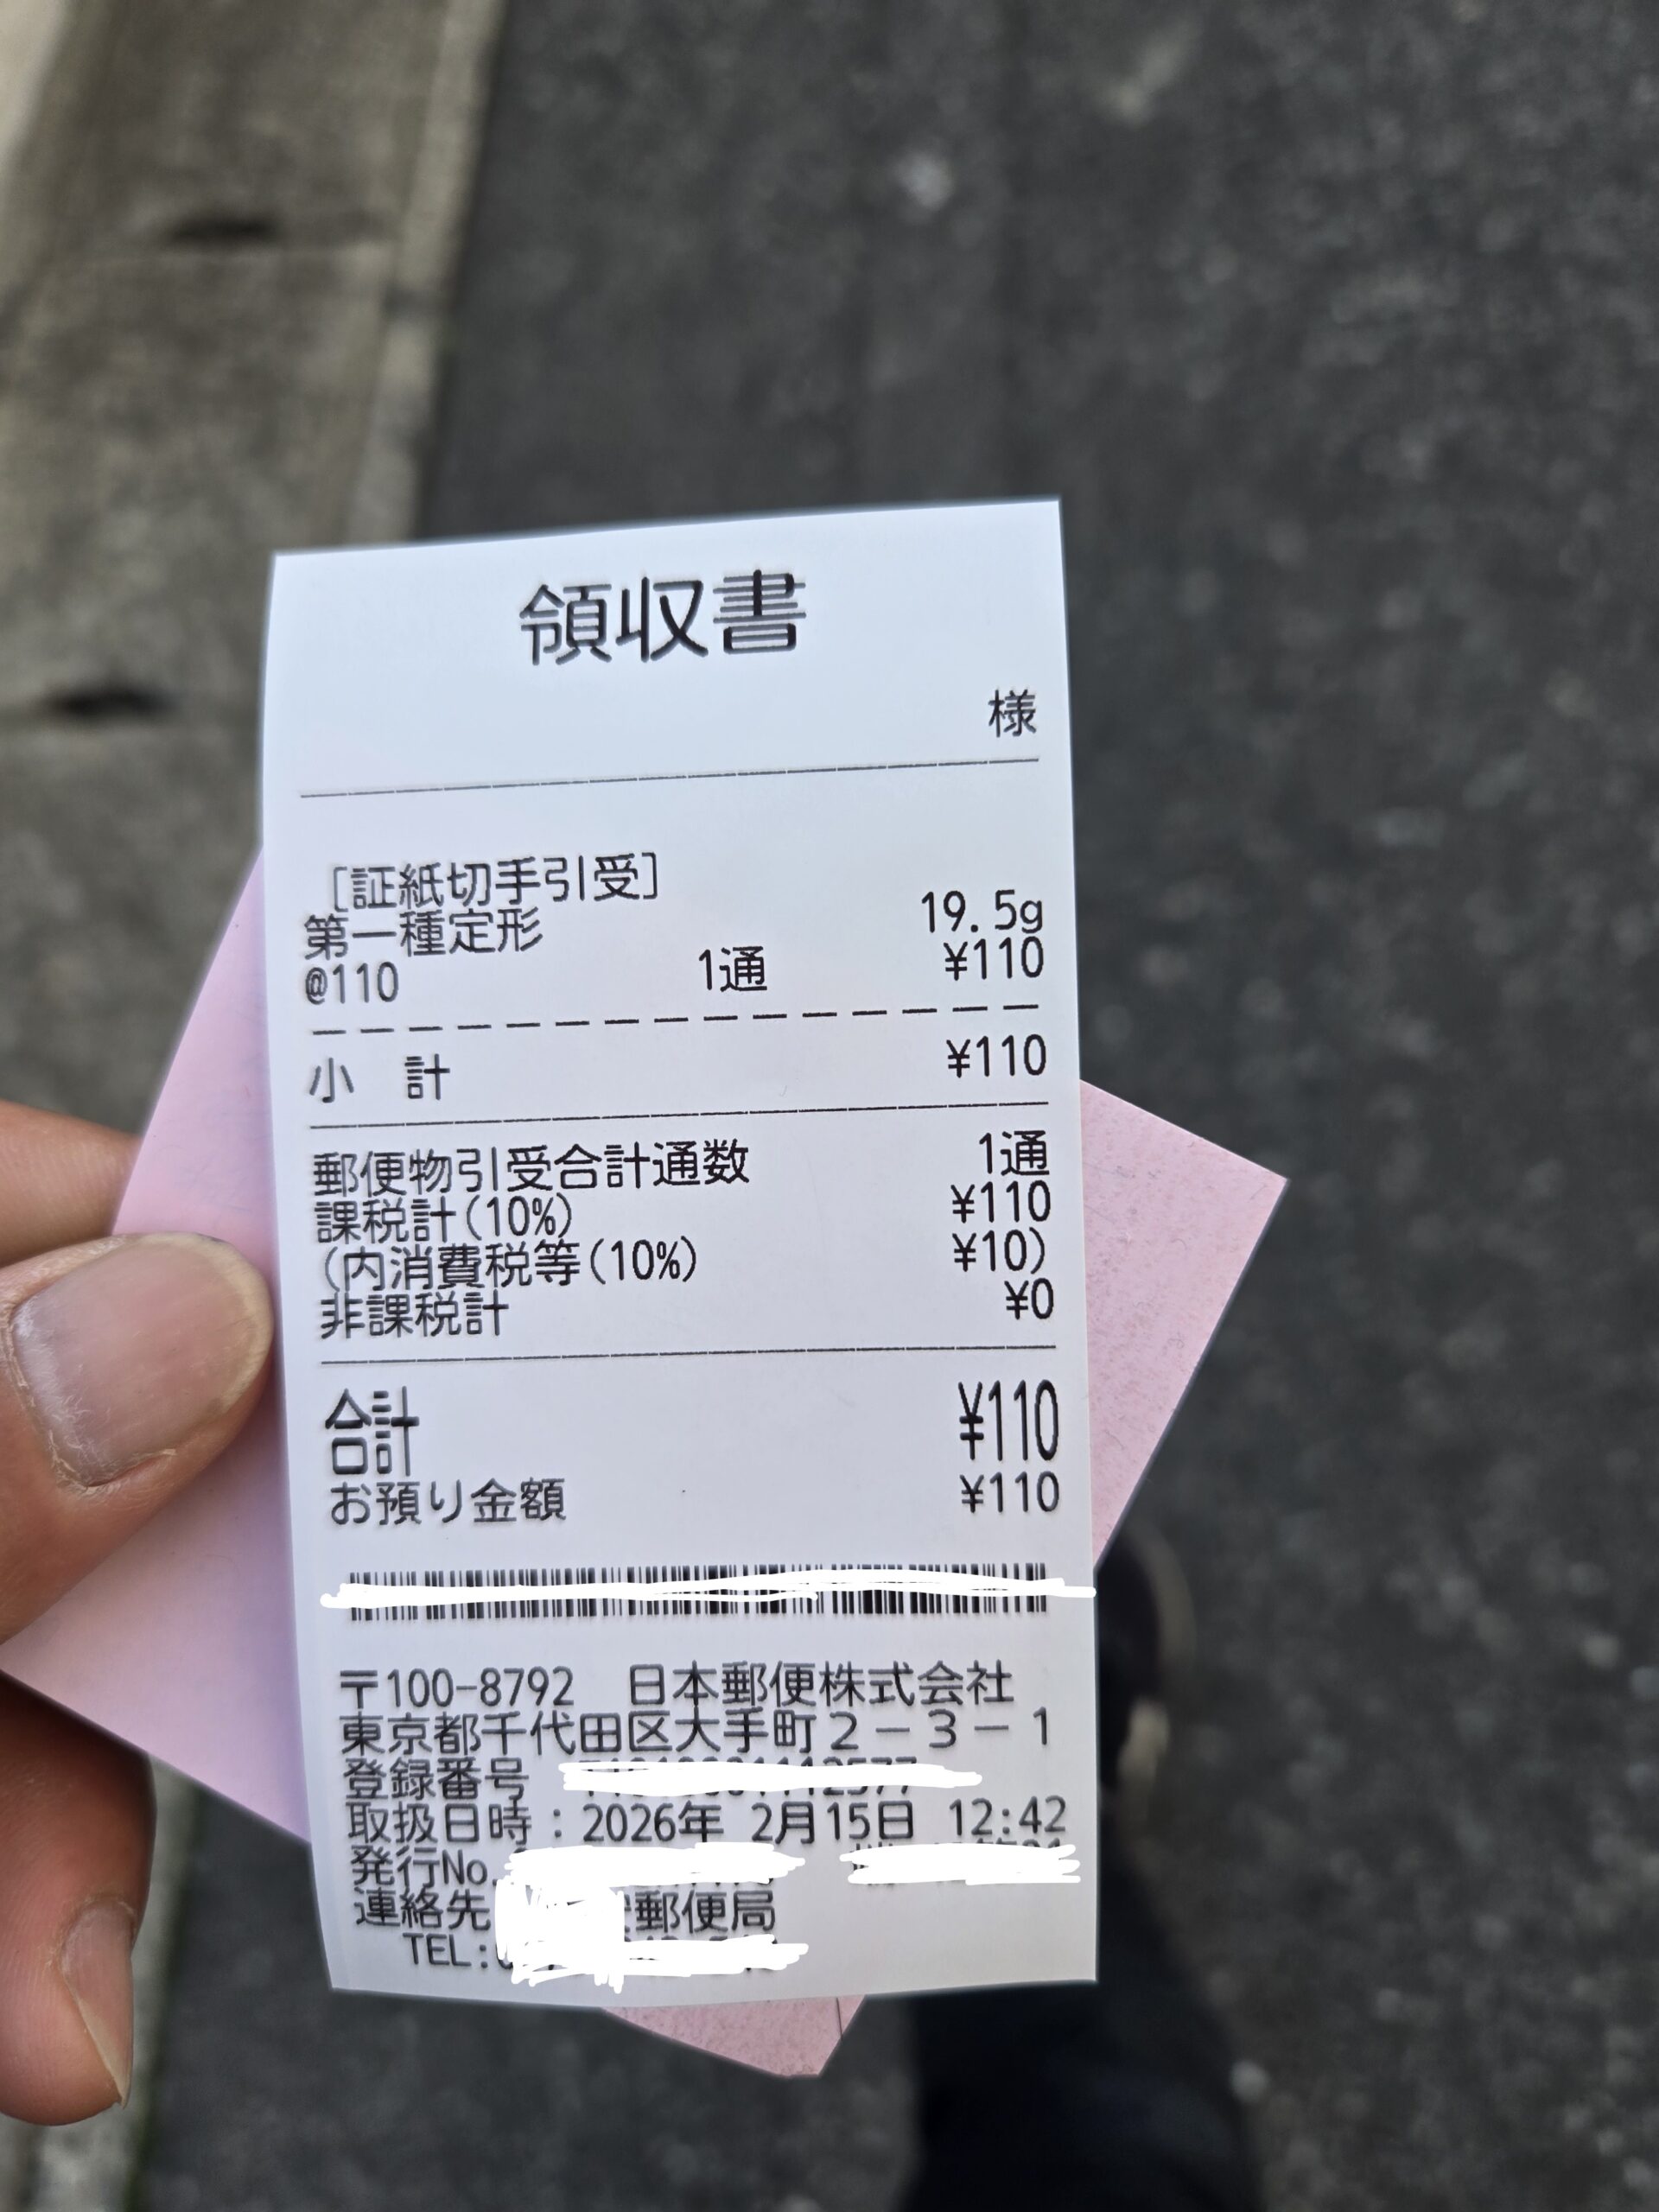 領収書
様
[証紙切手引受]
第一種定形 19.5g
@110 1通 ¥110
小 計 ¥110
郵便物引受合計通数 1通
課税計(10%) ¥110
(内消費税等(10%) ¥10)
非課税計 ¥0
合計 ¥110
お預り金額 ¥110
〒100-8792 日本郵便株式会社
東京都千代田区大手町2-3-1
登録番号
取扱日時:2026年 2月15日 12:42
発行No.
連絡先 郵便局
TEL: